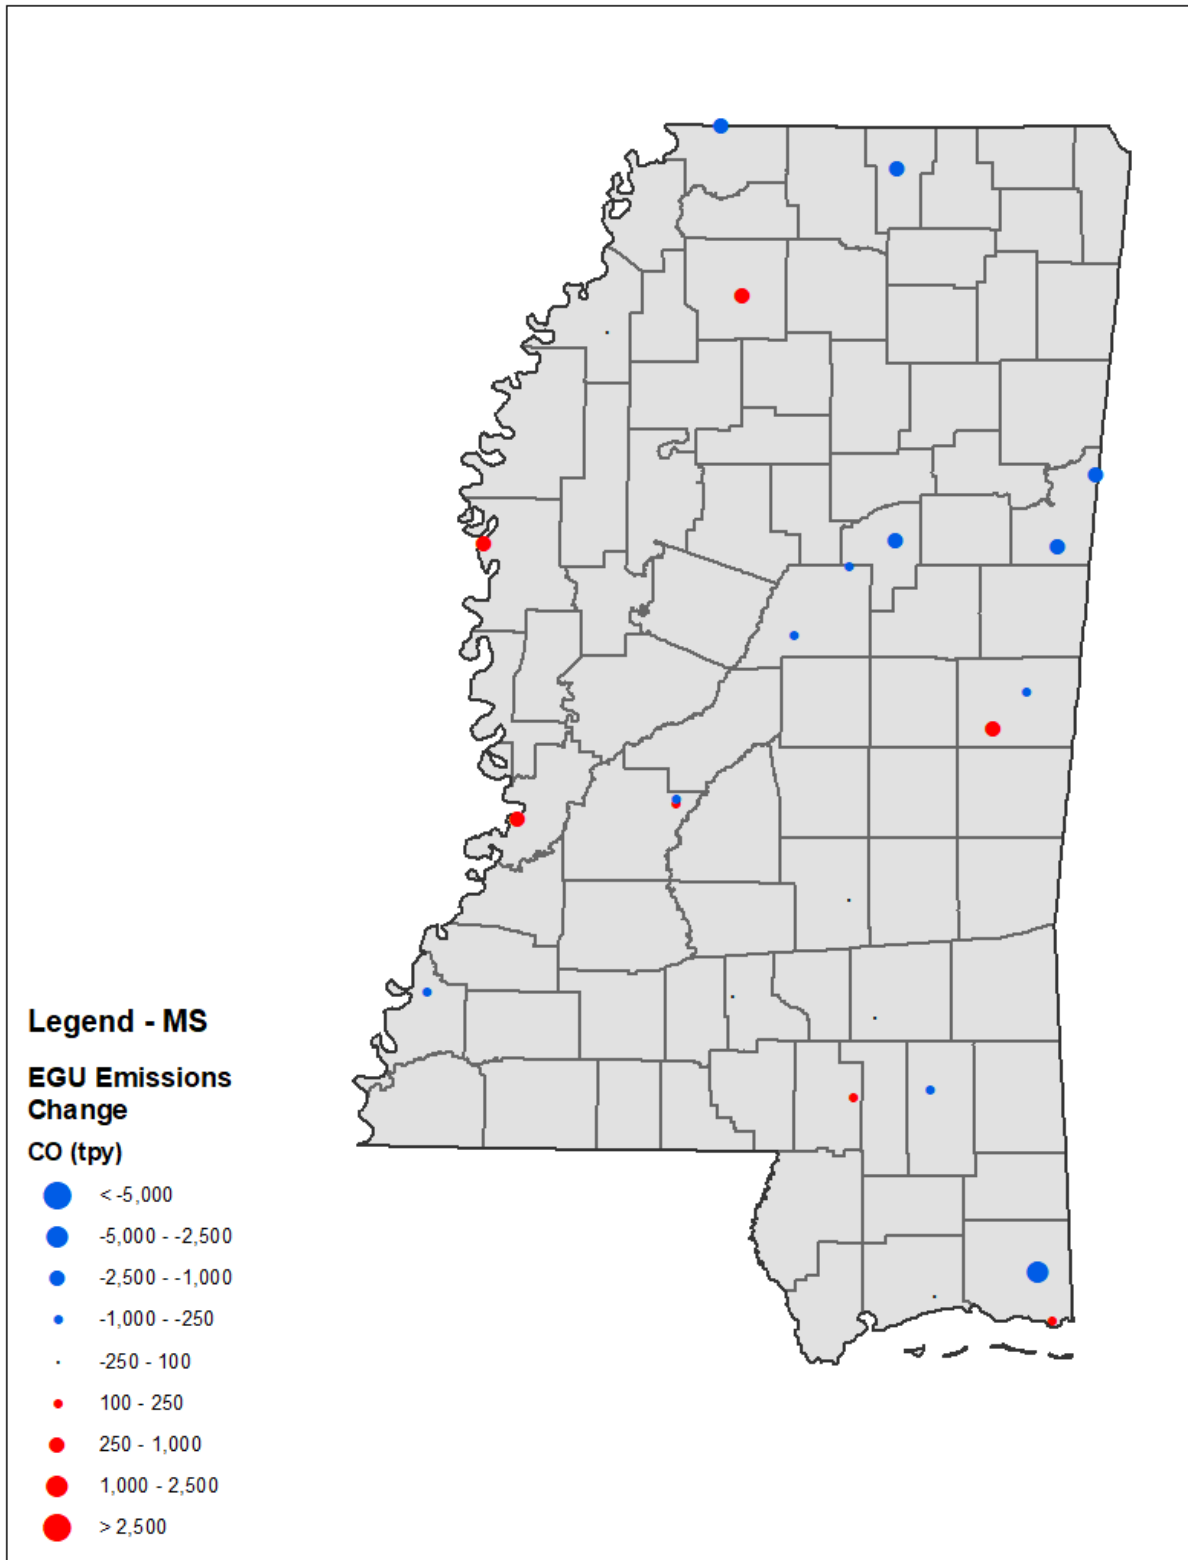 Legend - MS
EGU Emissions
Change
CO (tpy)
< -5,000
-5,000 - -2,500
-2,500 - -1,000
-1,000 - -250
-250 - 100
100 - 250
250 - 1,000
1,000 - 2,500
> 2,500